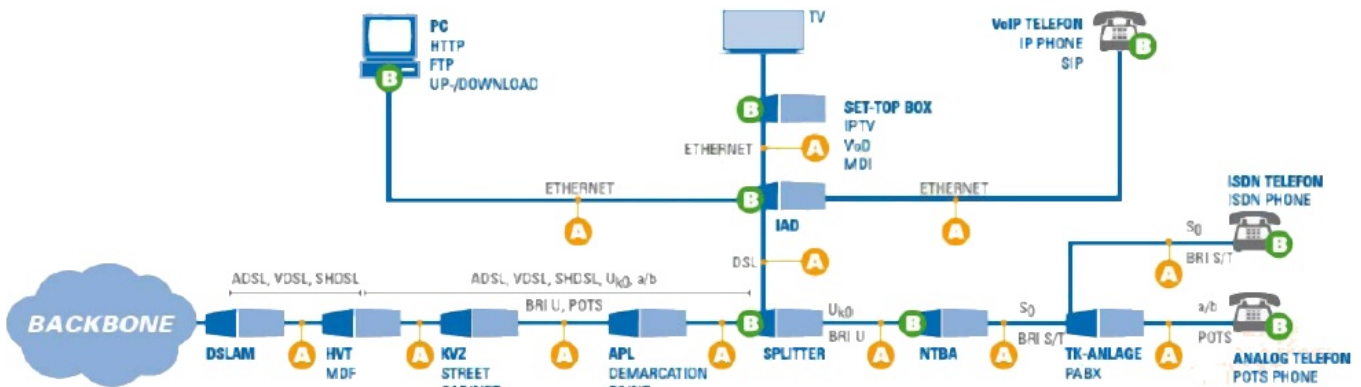 TV
PC
HTTP
FTP
UP-/DOWNLOAD
B
VoIP TELEFON
IP PHONE
SIP
B
B
SET-TOP BOX
IPTV
VoD
MDI
ETHERNET
A
ETHERNET
A
B
IAD
ETHERNET
A
ISDN TELEFON
ISDN PHONE
B
S0
BRI S/T
A
DSL
A
ADSL, VDSL, SHDSL
ADSL, VDSL, SHDSL, Uk0, a/b
BRI U, POTS
BACKBONE
DSLAM
A
HVT
MDF
A
KVZ
STREET
A
APL
DEMARCATION
A
B
SPLITTER
Uk0
BRI U
A
B
NTBA
S0
BRI S/T
A
TK-ANLAGE
PABX
a/b
POTS
A
B
ANALOG TELEFON
POTS PHONE